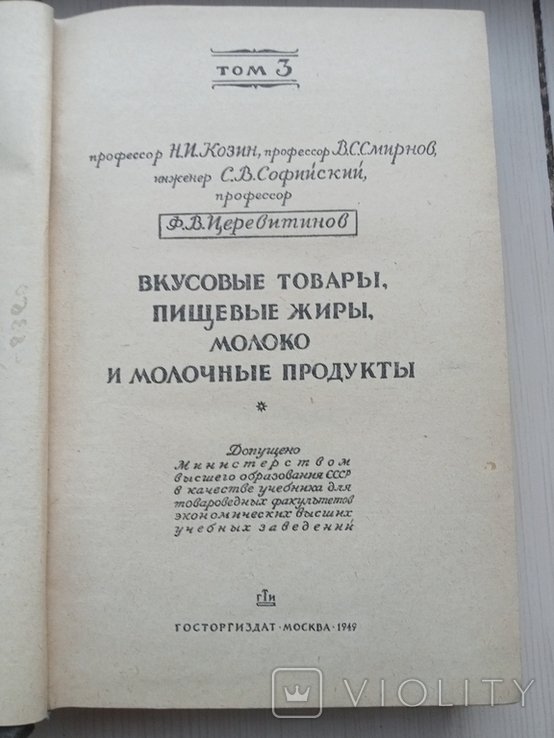 ТОМ 3
профессор Н.И.Козин, профессор В.С.Смирнов,
инженер С.В.Софийский,
профессор
Ф.В.Церевитинов
ВКУСОВЫЕ ТОВАРЫ,
ПИЩЕВЫЕ ЖИРЫ,
МОЛОКО
И МОЛОЧНЫЕ ПРОДУКТЫ
Допущено
Министерством
высшего образования СССР
в качестве учебника для
товароведных факультетов
экономических высших
учебных заведений
гТи
ГОСТОРГИЗДАТ · МОСКВА · 1949
VIOLITY